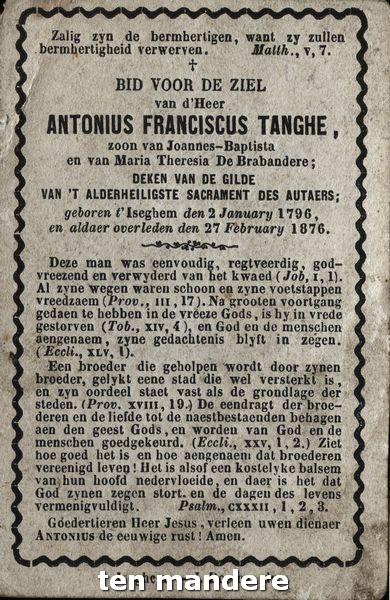 Zalig zyn de bermhertigen, want zy zullen
bermhertigheid verwerven. Matth., v, 7.
†
BID VOOR DE ZIEL
van d'Heer
ANTONIUS FRANCISCUS TANGHE,
zoon van Joannes-Baptista
en van Maria Theresia De Brabandere;
DEKEN VAN DE GILDE
VAN 'T ALDERHEILIGSTE SACRAMENT DES AUTAERS;
geboren t'Iseghem den 2 January 1796,
en aldaer overleden den 27 February 1876.
Deze man was eenvoudig, regtveerdig, god-
vreezend en verwyderd van het kwaed (Job, I, 1).
Al zyne wegen waren schoon en zyne voetstappen
vreedzaem (Prov., III, 17). Na grooten voortgang
gedaen te hebben in de vreeze Gods, is hy in vrede
gestorven (Tob., XIV, 4), en God en de menschen
aengenaem, zyne gedachtenis blyft in zegen.
(Eccli., XLV, 1).
Een broeder die geholpen wordt door zynen
broeder, gelykt eene stad die wel versterkt is,
en zyn oordeel staet vast als de grondlage der
steden. (Prov. XVIII, 19.) De eendragt der broe-
deren en de liefde tot de naestbestaenden behagen
aen den geest Gods, en worden van God en de
menschen goedgekeurd. (Eccli., XXV, 1, 2.) Ziet
hoe goed het is en hoe aengenaem dat broederen
vereenigd leven! Het is alsof een kostelyke balsem
van hun hoofd nedervloeide, en daer is het dat
God zynen zegen stort, en de dagen des levens
vermenigvuldigt. Psalm., CXXXII, 1, 2, 3.
Goedertieren Heer Jesus, verleen uwen dienaer
ANTONIUS de eeuwige rust! Amen.
ten mandere